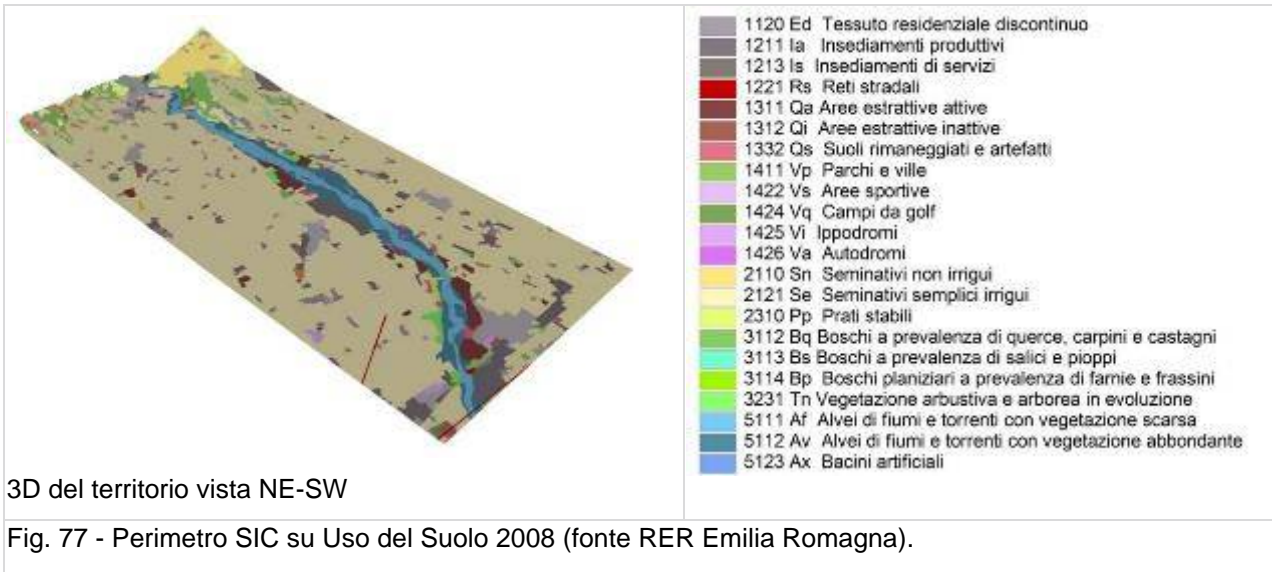 1120 Ed Tessuto residenziale discontinuo
1211 Ia Insediamenti produttivi
1213 Is Insediamenti di servizi
1221 Rs Reti stradali
1311 Qa Aree estrattive attive
1312 Qi Aree estrattive inattive
1332 Qs Suoli rimaneggiati e artefatti
1411 Vp Parchi e ville
1422 Vs Aree sportive
1424 Vq Campi da golf
1425 Vi Ippodromi
1426 Va Autodromi
2110 Sn Seminativi non irrigui
2121 Se Seminativi semplici irrigui
2310 Pp Prati stabili
3112 Bq Boschi a prevalenza di querce, carpini e castagni
3113 Bs Boschi a prevalenza di salici e pioppi
3114 Bp Boschi planiziari a prevalenza di farnie e frassini
3231 Tn Vegetazione arbustiva e arborea in evoluzione
5111 Af Alvei di fiumi e torrenti con vegetazione scarsa
5112 Av Alvei di fiumi e torrenti con vegetazione abbondante
5123 Ax Bacini artificiali
3D del territorio vista NE-SW
Fig. 77 - Perimetro SIC su Uso del Suolo 2008 (fonte RER Emilia Romagna).